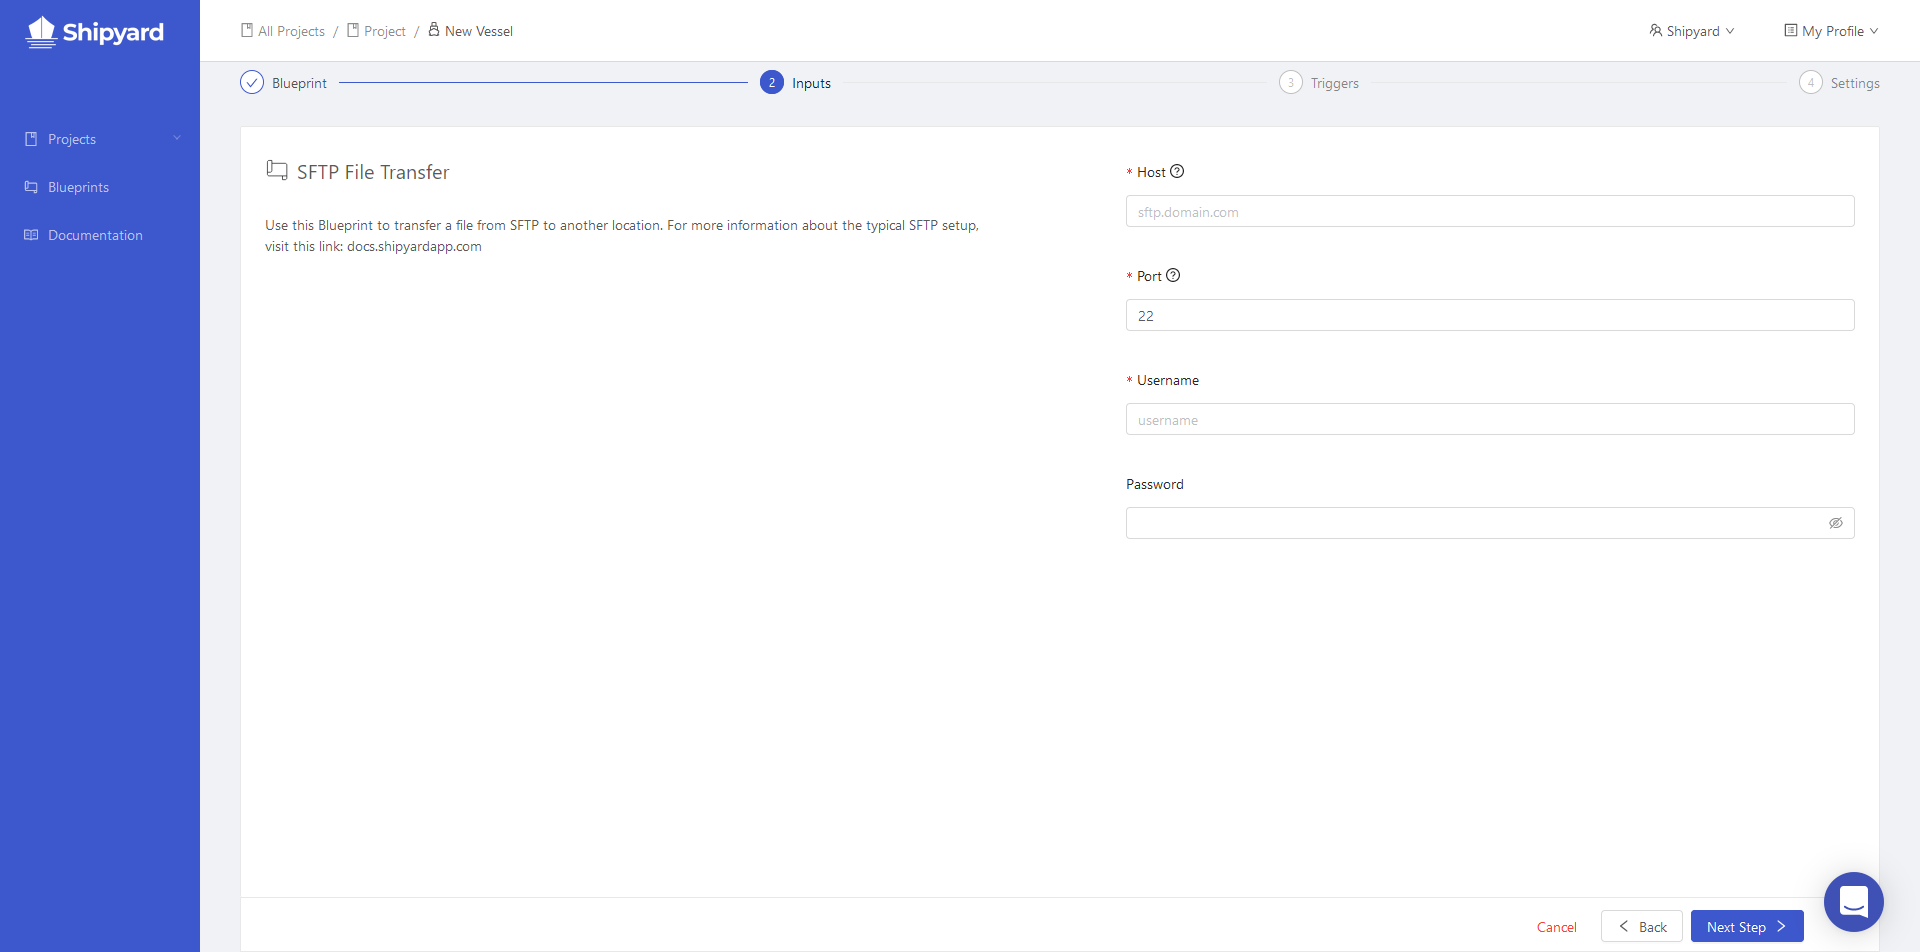 Shipyard
All Projects / Project / New Vessel
Shipyard
My Profile
Projects
Blueprints
Documentation
Blueprint
2 Inputs
3 Triggers
4 Settings
SFTP File Transfer
Use this Blueprint to transfer a file from SFTP to another location. For more information about the typical SFTP setup,
visit this link: docs.shipyardapp.com
* Host
sftp.domain.com
* Port
22
* Username
username
Password
Cancel
Back
Next Step